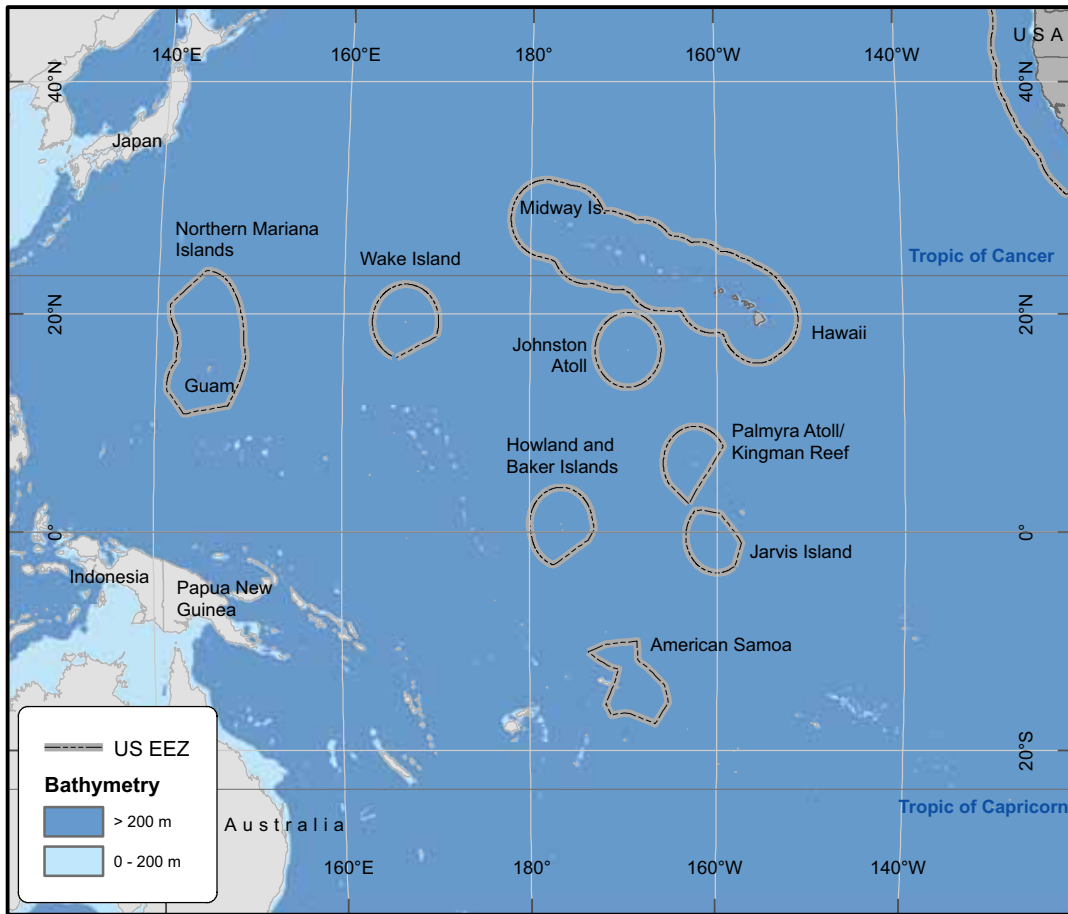 U S A
140°E
160°E
180°
160°W
140°W
40°N
40°N
Japan
Midway Is.
Northern Mariana
Islands
Wake Island
Tropic of Cancer
20°N
20°N
Hawaii
Johnston
Atoll
Guam
Palmyra Atoll/
Kingman Reef
Howland and
Baker Islands
0°
0°
Jarvis Island
Indonesia
Papua New
Guinea
American Samoa
20°S
US EEZ
Bathymetry
> 200 m
0 - 200 m
Tropic of Capricorn
Australia
160°E
180°
160°W
140°W